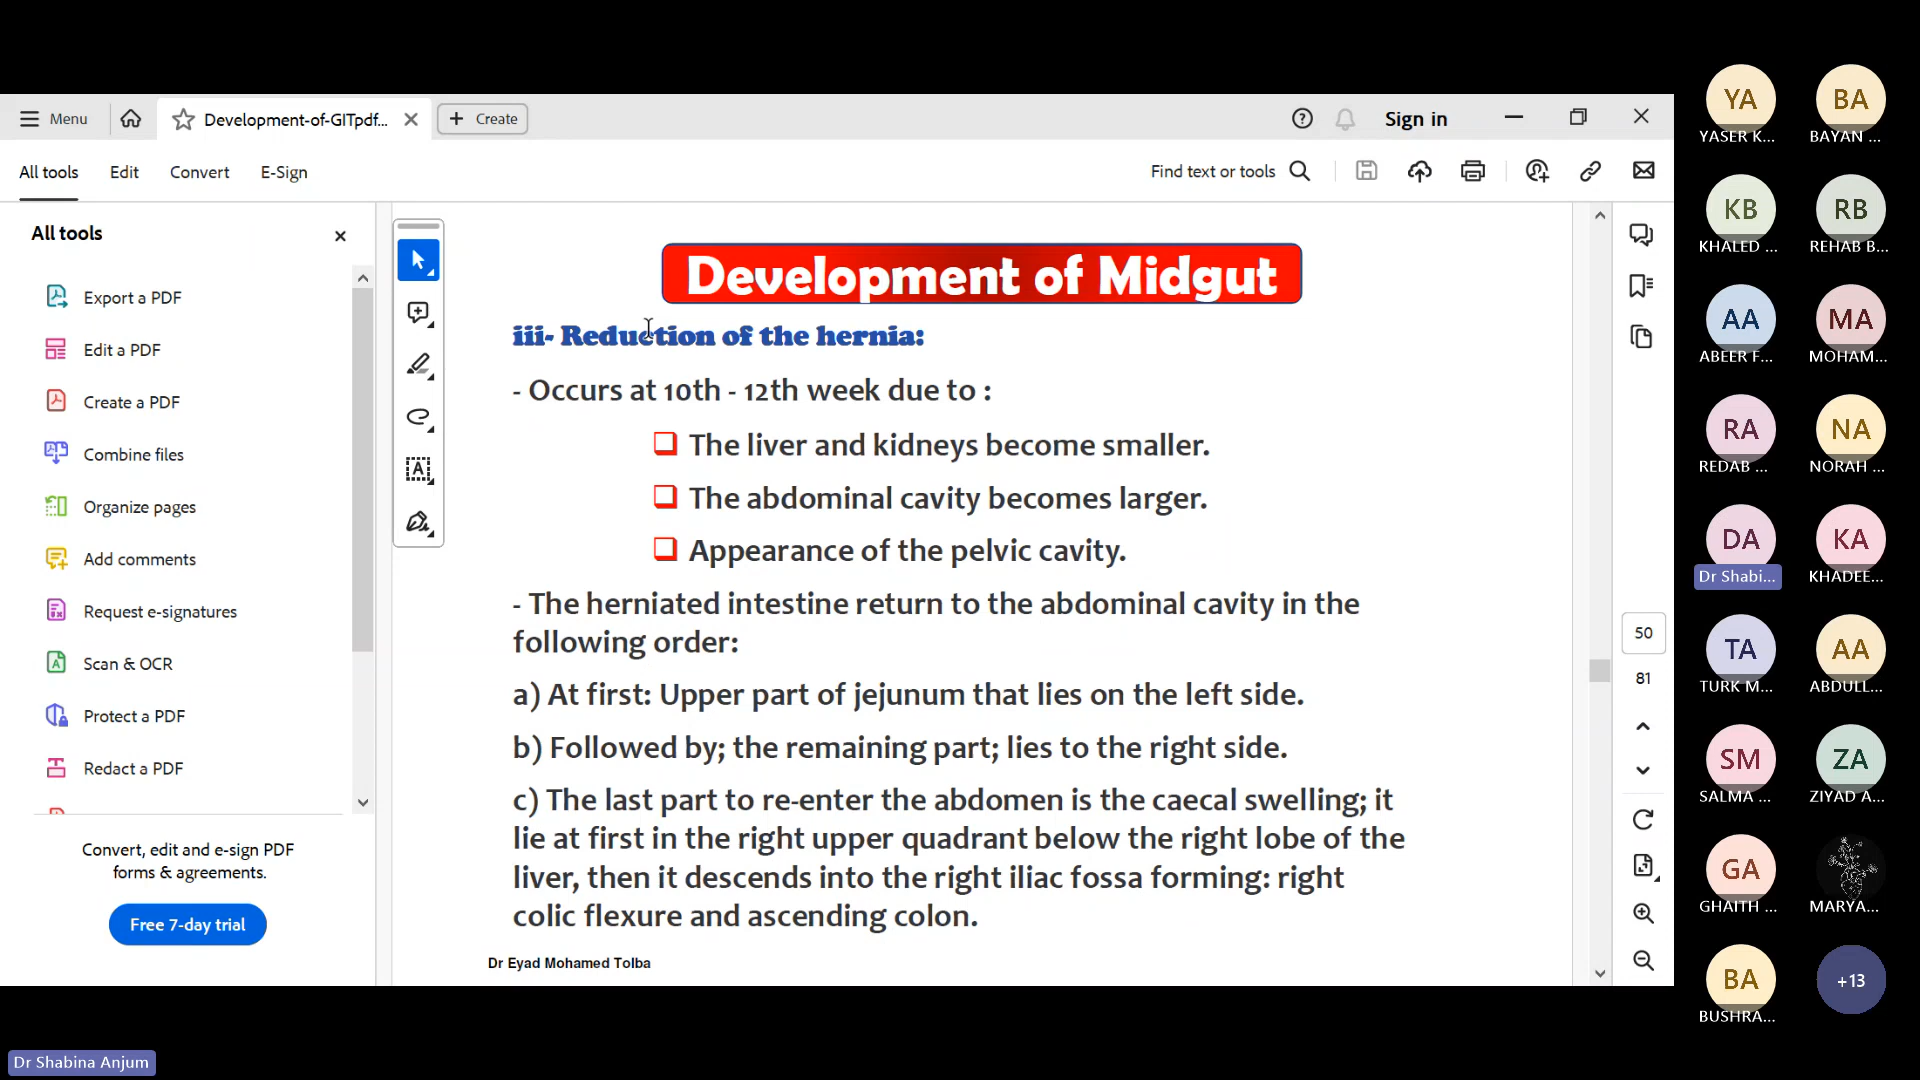 Menu
Development-of-GITpdf...
Create
Sign in
All tools
Edit
Convert
E-Sign
Find text or tools
All tools
Export a PDF
Edit a PDF
Create a PDF
Combine files
Organize pages
Add comments
Request e-signatures
Scan & OCR
Protect a PDF
Redact a PDF
Convert, edit and e-sign PDF
forms & agreements.
Free 7-day trial
Development of Midgut
iii- Reduction of the hernia:
- Occurs at 10th - 12th week due to :
The liver and kidneys become smaller.
The abdominal cavity becomes larger.
Appearance of the pelvic cavity.
- The herniated intestine return to the abdominal cavity in the
following order:
a) At first: Upper part of jejunum that lies on the left side.
b) Followed by; the remaining part; lies to the right side.
c) The last part to re-enter the abdomen is the caecal swelling; it
lie at first in the right upper quadrant below the right lobe of the
liver, then it descends into the right iliac fossa forming: right
colic flexure and ascending colon.
Dr Eyad Mohamed Tolba
50
81
YA
YASER K...
BA
BAYAN ...
KB
KHALED ...
RB
REHAB B...
AA
ABEER F...
MA
MOHAM...
RA
REDAB ...
NA
NORAH ...
DA
Dr Shabi...
KA
KHADEE...
TA
TURK M...
AA
ABDULL...
SM
SALMA ...
ZA
ZIYAD A...
GA
GHAITH ...
MARYA...
BA
BUSHRA...
+13
Dr Shabina Anjum